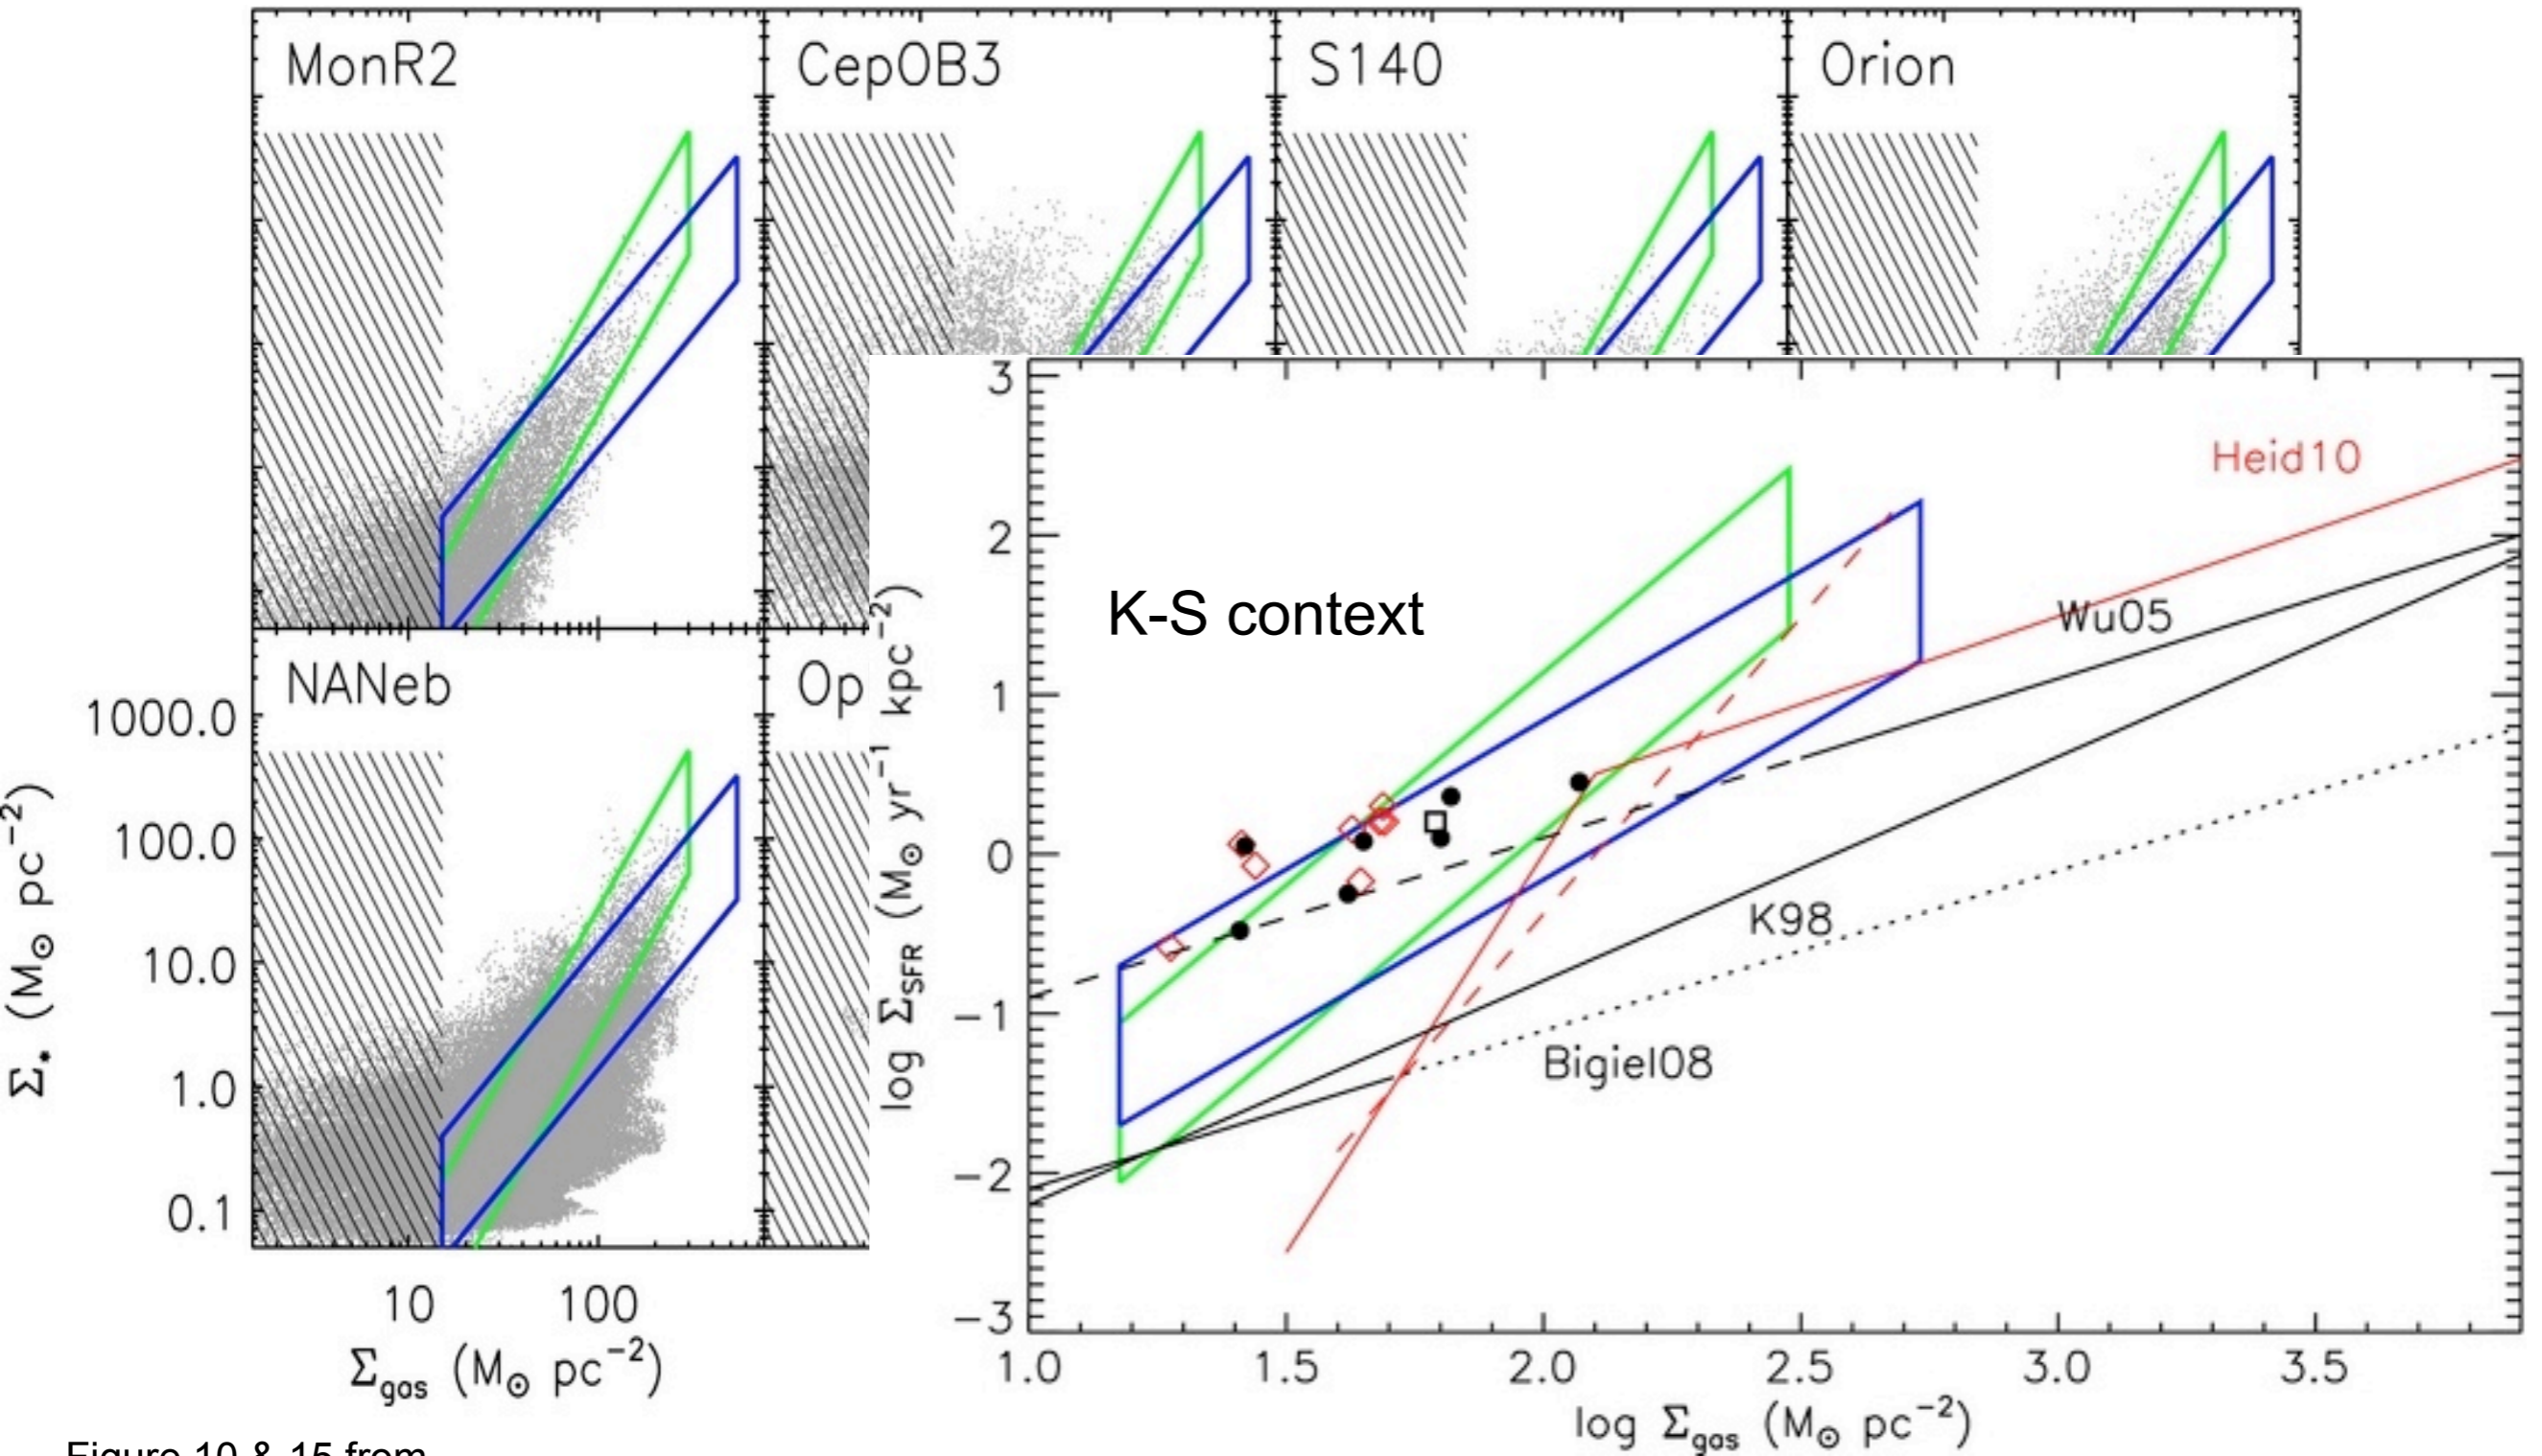 MonR2
CepOB3
S140
Orion
NANeb
Op
1000.0
100.0
10.0
1.0
0.1
Σ⋆ (M⊙ pc−2)
10 100
Σgas (M⊙ pc−2)
K-S context
Heid10
Wu05
K98
Bigiel08
3
2
1
0
−1
−2
−3
log ΣSFR (M⊙ yr−1 kpc−2)
1.0 1.5 2.0 2.5 3.0 3.5
log Σgas (M⊙ pc−2)
Figure 10 & 15 from